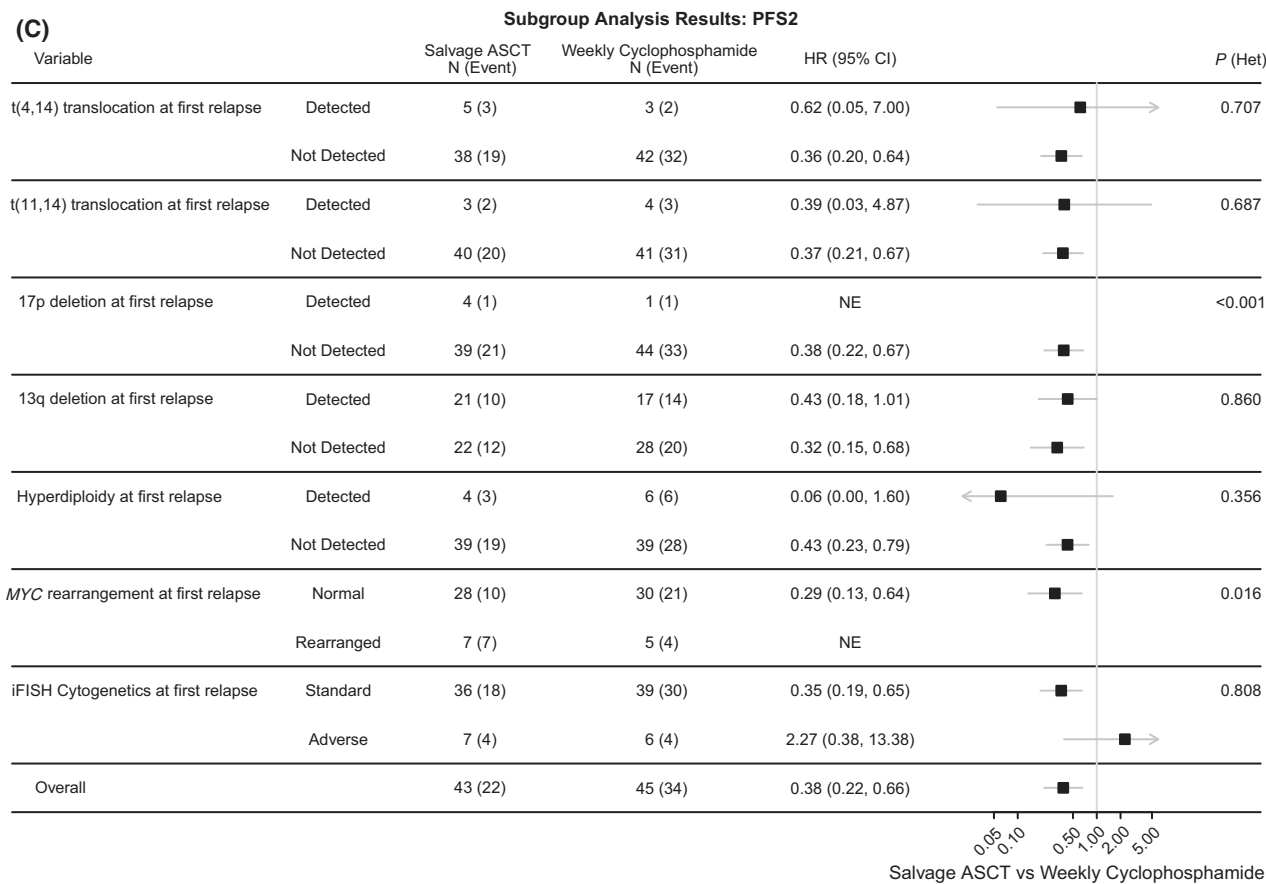 (C)
Subgroup Analysis Results: PFS2
Variable Salvage ASCT N (Event) Weekly Cyclophosphamide N (Event) HR (95% CI) P (Het)
t(4,14) translocation at first relapse Detected 5 (3) 3 (2) 0.62 (0.05, 7.00) 0.707
Not Detected 38 (19) 42 (32) 0.36 (0.20, 0.64)
t(11,14) translocation at first relapse Detected 3 (2) 4 (3) 0.39 (0.03, 4.87) 0.687
Not Detected 40 (20) 41 (31) 0.37 (0.21, 0.67)
17p deletion at first relapse Detected 4 (1) 1 (1) NE <0.001
Not Detected 39 (21) 44 (33) 0.38 (0.22, 0.67)
13q deletion at first relapse Detected 21 (10) 17 (14) 0.43 (0.18, 1.01) 0.860
Not Detected 22 (12) 28 (20) 0.32 (0.15, 0.68)
Hyperdiploidy at first relapse Detected 4 (3) 6 (6) 0.06 (0.00, 1.60) 0.356
Not Detected 39 (19) 39 (28) 0.43 (0.23, 0.79)
MYC rearrangement at first relapse Normal 28 (10) 30 (21) 0.29 (0.13, 0.64) 0.016
Rearranged 7 (7) 5 (4) NE
iFISH Cytogenetics at first relapse Standard 36 (18) 39 (30) 0.35 (0.19, 0.65) 0.808
Adverse 7 (4) 6 (4) 2.27 (0.38, 13.38)
Overall 43 (22) 45 (34) 0.38 (0.22, 0.66)
0.05 0.10 0.50 1.00 2.00 5.00
Salvage ASCT vs Weekly Cyclophosphamide